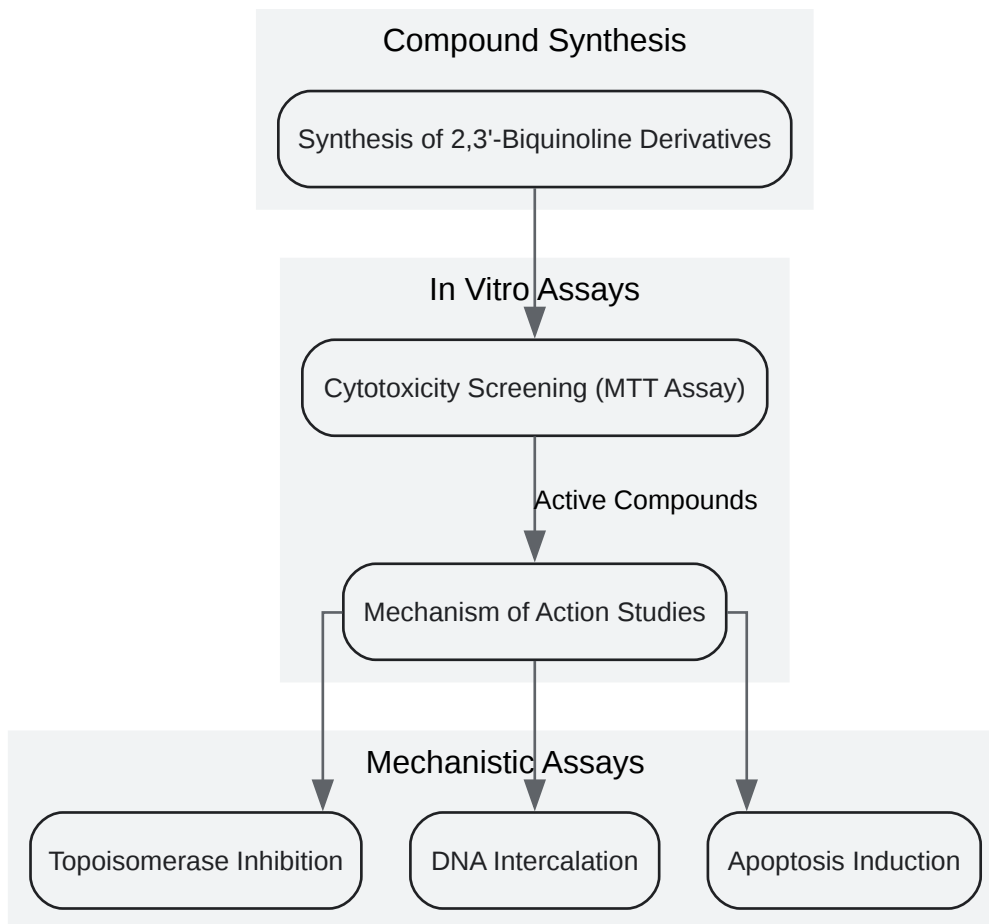 Compound Synthesis
Synthesis of 2,3'-Biquinoline Derivatives
In Vitro Assays
Cytotoxicity Screening (MTT Assay)
Active Compounds
Mechanism of Action Studies
Mechanistic Assays
Topoisomerase Inhibition
DNA Intercalation
Apoptosis Induction